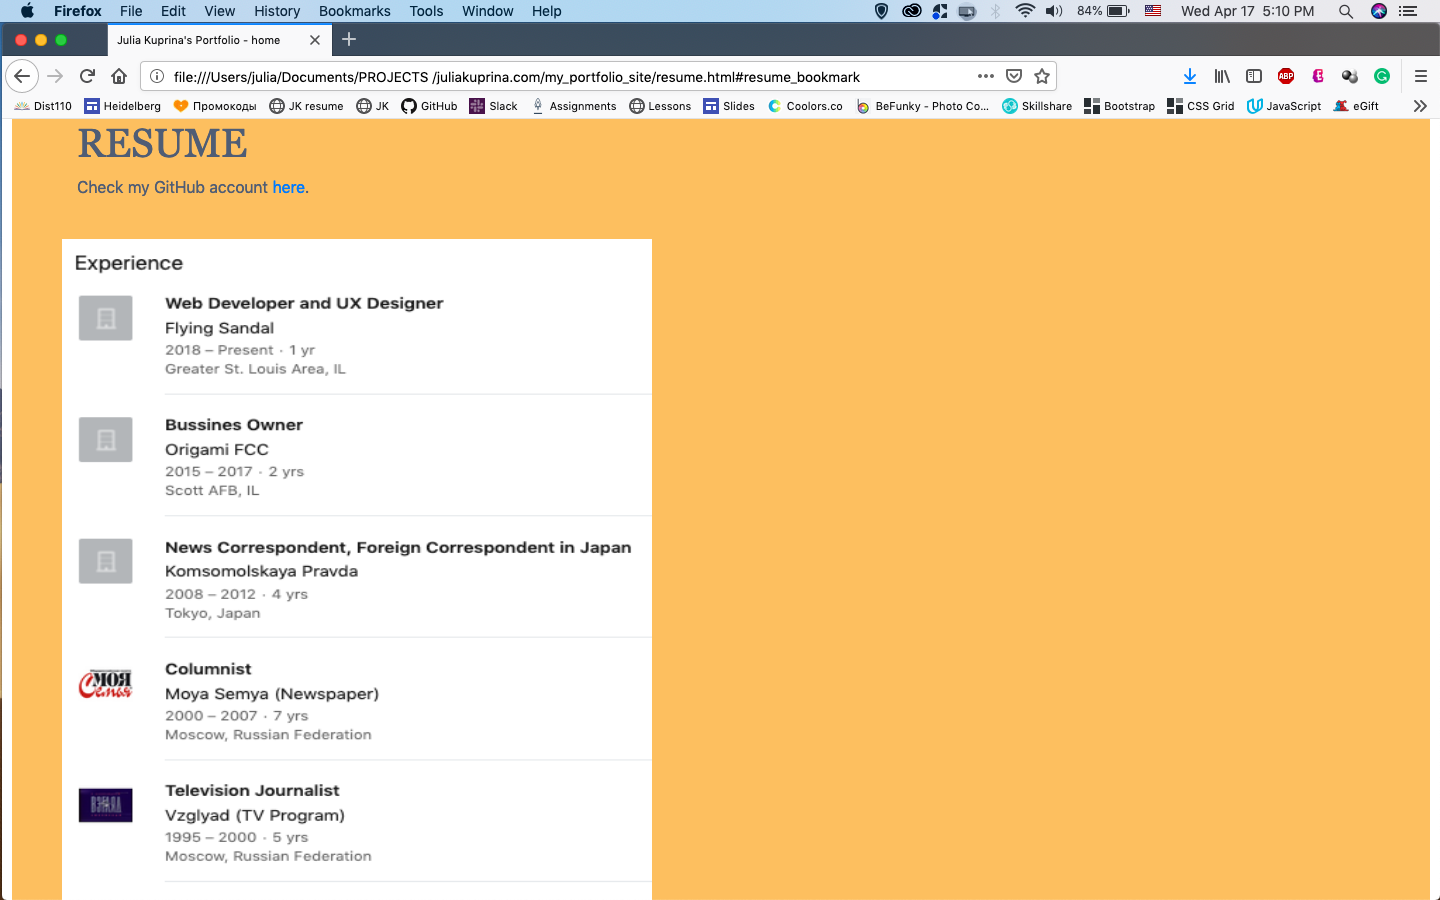 Firefox File Edit View History Bookmarks Tools Window Help 84% Wed Apr 17 5:10 PM
Julia Kuprina's Portfolio - home
file:///Users/julia/Documents/PROJECTS /juliakuprina.com/my_portfolio_site/resume.html#resume_bookmark
ABP
Dist110 Heidelberg Промокоды JK resume JK GitHub Slack Assignments Lessons Slides Coolors.co BeFunky - Photo Co... Skillshare Bootstrap CSS Grid JavaScript eGift
RESUME
Check my GitHub account here.
Experience
Web Developer and UX Designer
Flying Sandal
2018 – Present · 1 yr
Greater St. Louis Area, IL
Bussines Owner
Origami FCC
2015 – 2017 · 2 yrs
Scott AFB, IL
News Correspondent, Foreign Correspondent in Japan
Komsomolskaya Pravda
2008 – 2012 · 4 yrs
Tokyo, Japan
МОЯ
Семья
Columnist
Moya Semya (Newspaper)
2000 – 2007 · 7 yrs
Moscow, Russian Federation
ВЗГЛЯД
Television Journalist
Vzglyad (TV Program)
1995 – 2000 · 5 yrs
Moscow, Russian Federation